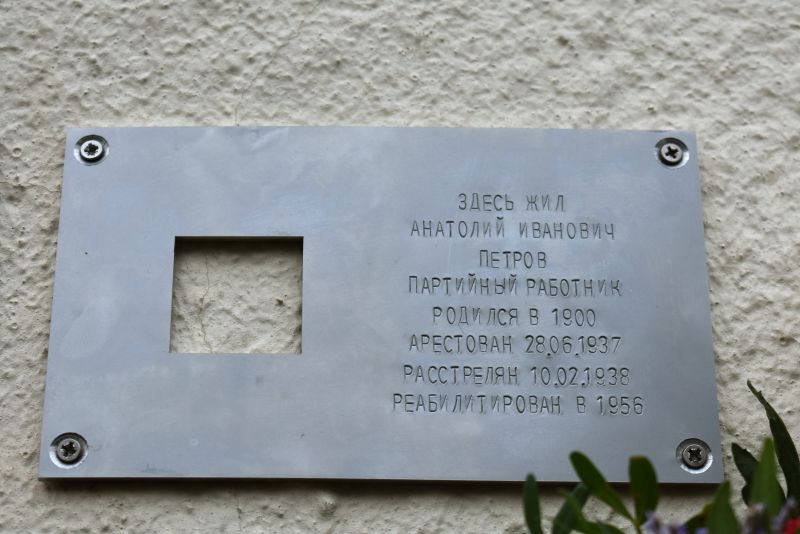 ЗДЕСЬ ЖИЛ
АНАТОЛИЙ ИВАНОВИЧ
ПЕТРОВ
ПАРТИЙНЫЙ РАБОТНИК
РОДИЛСЯ В 1900
АРЕСТОВАН 28.06.1937
РАССТРЕЛЯН 10.02.1938
РЕАБИЛИТИРОВАН В 1956